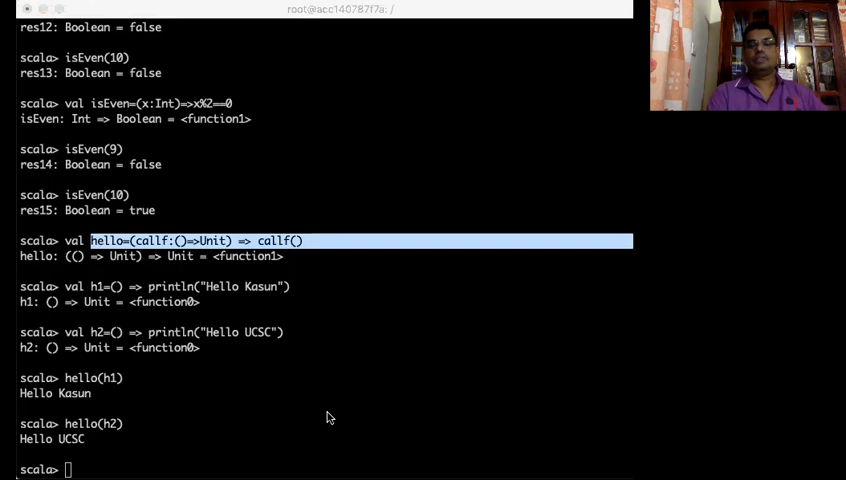 root@acc140787f7a: /
res12: Boolean = false
scala> isEven(10)
res13: Boolean = false
scala> val isEven=(x:Int)=>x%2==0
isEven: Int => Boolean = <function1>
scala> isEven(9)
res14: Boolean = false
scala> isEven(10)
res15: Boolean = true
scala> val hello=(callf:()=>Unit) => callf()
hello: (() => Unit) => Unit = <function1>
scala> val h1=() => println("Hello Kasun")
h1: () => Unit = <function0>
scala> val h2=() => println("Hello UCSC")
h2: () => Unit = <function0>
scala> hello(h1)
Hello Kasun
scala> hello(h2)
Hello UCSC
scala>